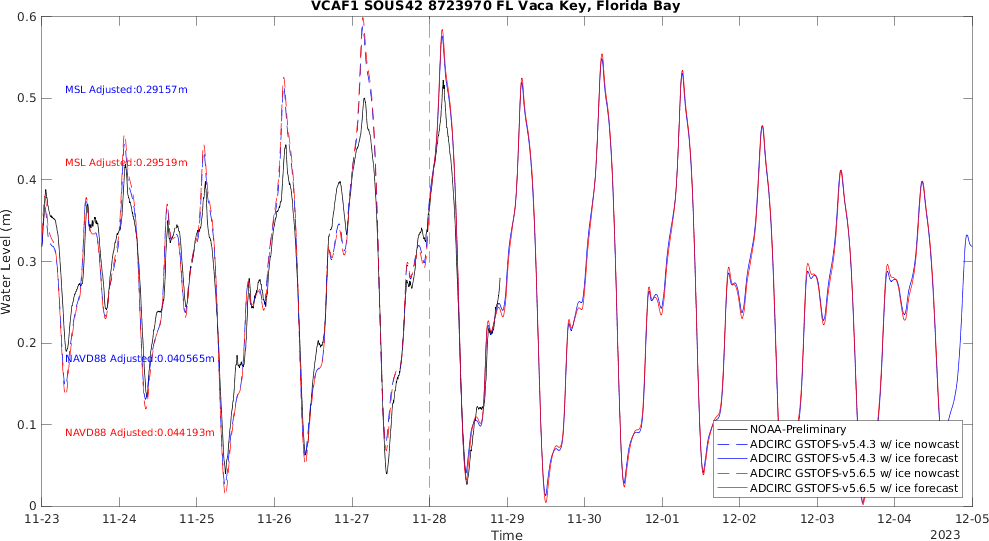 VCAF1 SOUS42 8723970 FL Vaca Key, Florida Bay
0.6
0.5
0.4
0.3
0.2
0.1
0
Water Level (m)
MSL Adjusted:0.29157m
MSL Adjusted:0.29519m
NAVD88 Adjusted:0.040565m
NAVD88 Adjusted:0.044193m
NOAA-Preliminary
ADCIRC GSTOFS-v5.4.3 w/ ice nowcast
ADCIRC GSTOFS-v5.4.3 w/ ice forecast
ADCIRC GSTOFS-v5.6.5 w/ ice nowcast
ADCIRC GSTOFS-v5.6.5 w/ ice forecast
11-23 11-24 11-25 11-26 11-27 11-28 11-29 11-30 12-01 12-02 12-03 12-04 12-05
Time
2023